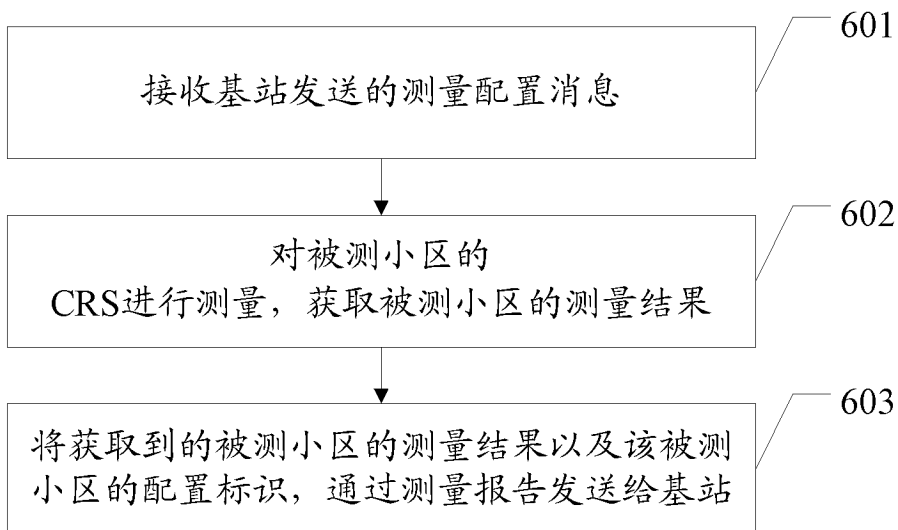 601
接收基站发送的测量配置消息
602
对被测小区的
CRS进行测量，获取被测小区的测量结果
603
将获取到的被测小区的测量结果以及该被测
小区的配置标识，通过测量报告发送给基站